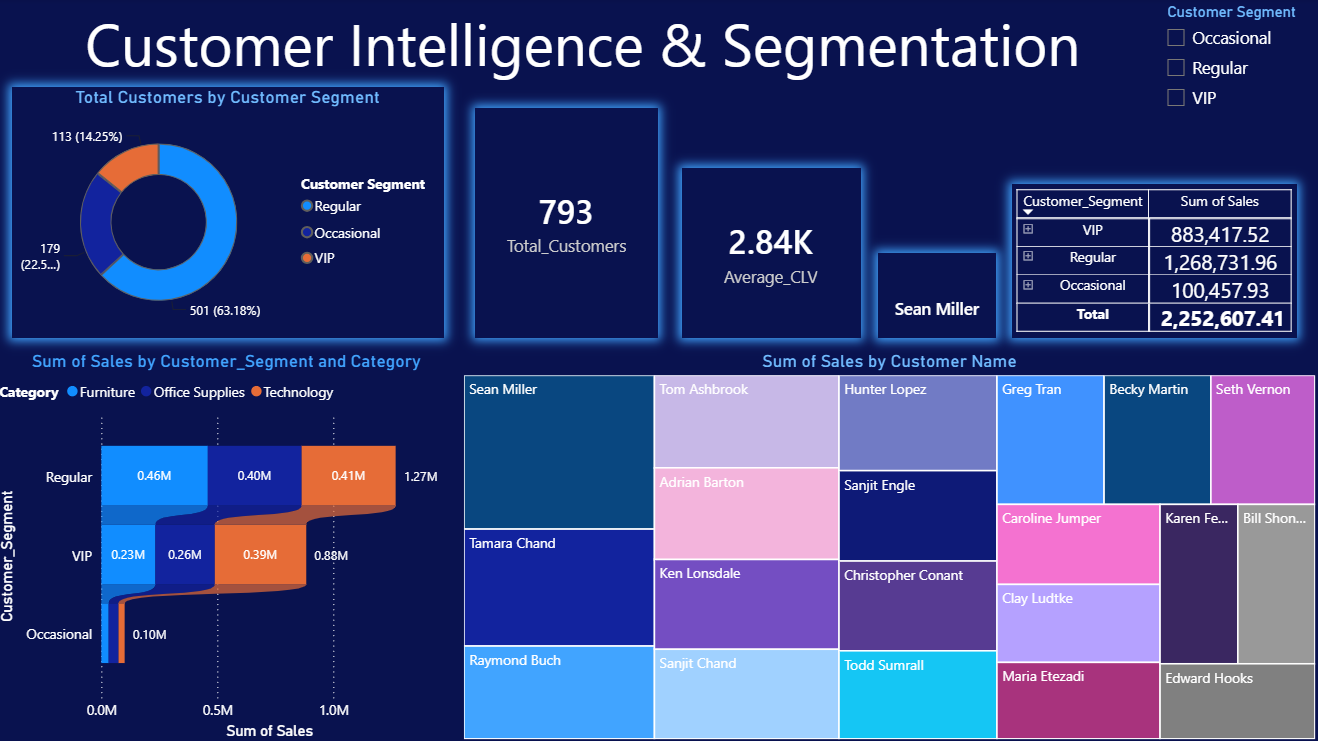 Customer Intelligence & Segmentation
Customer Segment
Occasional
Regular
VIP
Total Customers by Customer Segment
113 (14.25%)
179
(22.5...)
501 (63.18%)
Customer Segment
Regular
Occasional
VIP
793
Total_Customers
2.84K
Average_CLV
Sean Miller
Customer_Segment Sum of Sales
VIP 883,417.52
Regular 1,268,731.96
Occasional 100,457.93
Total 2,252,607.41
Sum of Sales by Customer_Segment and Category
Category Furniture Office Supplies Technology
Customer_Segment
Regular 0.46M 0.40M 0.41M 1.27M
VIP 0.23M 0.26M 0.39M 0.88M
Occasional 0.10M
0.0M 0.5M 1.0M
Sum of Sales
Sum of Sales by Customer Name
Sean Miller
Tamara Chand
Raymond Buch
Tom Ashbrook
Adrian Barton
Ken Lonsdale
Sanjit Chand
Hunter Lopez
Sanjit Engle
Christopher Conant
Todd Sumrall
Greg Tran
Becky Martin
Seth Vernon
Caroline Jumper
Clay Ludtke
Maria Etezadi
Karen Fe...
Bill Shon...
Edward Hooks